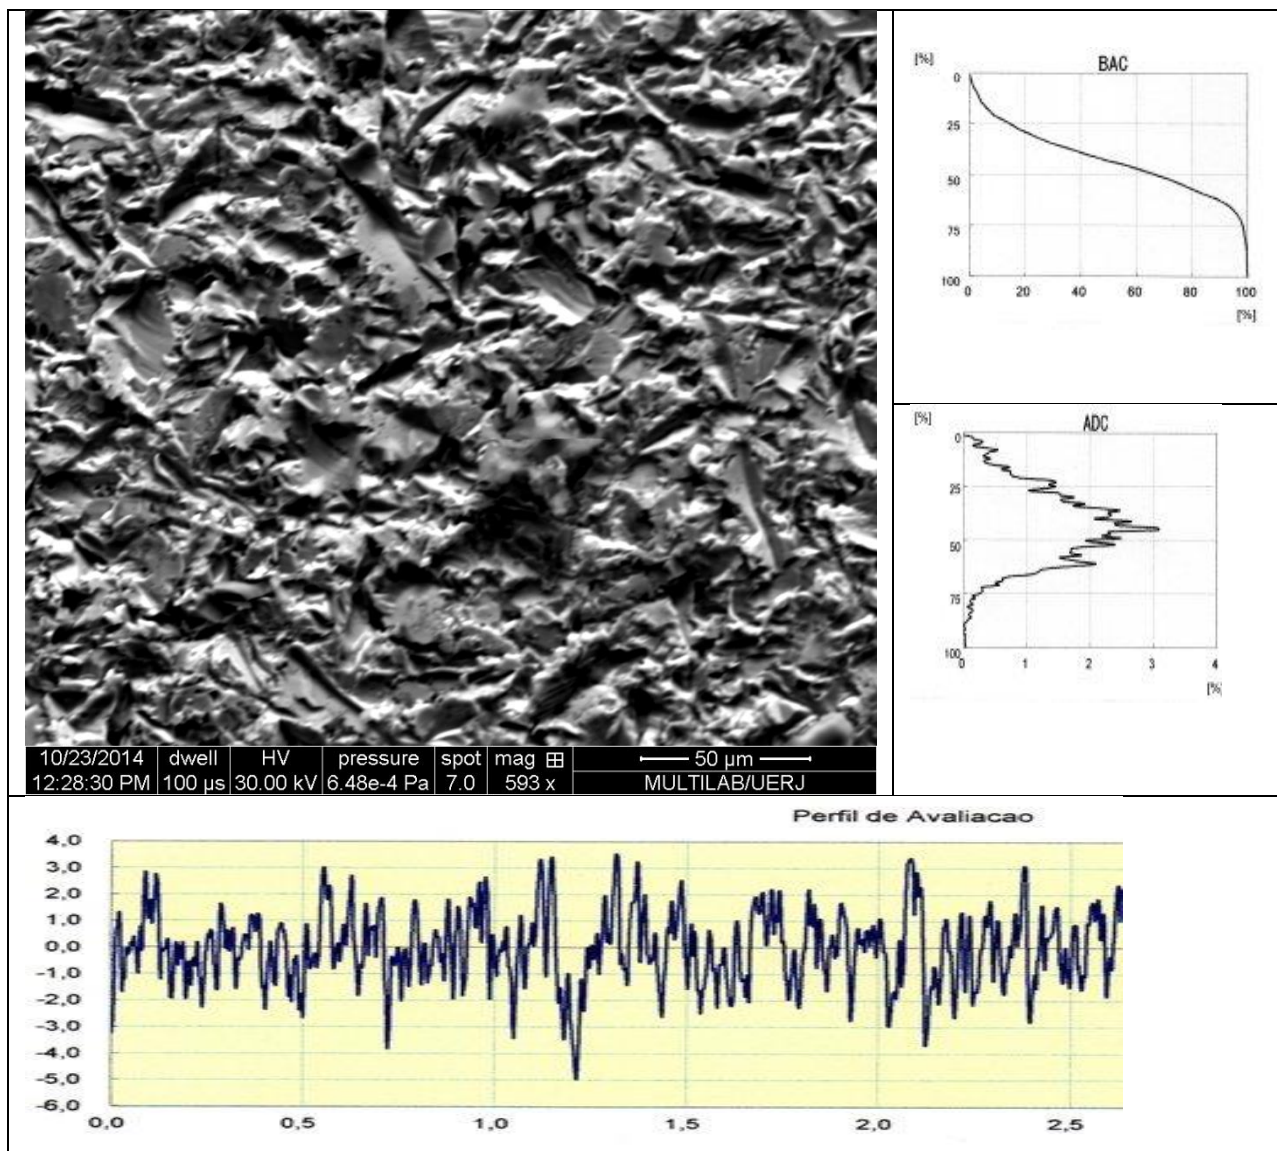 BAC
[%]
0
25
50
75
100
0 20 40 60 80 100
[%]
ADC
[%]
0
25
50
75
100
0 1 2 3 4
[%
10/23/2014 dwell HV pressure spot mag
12:28:30 PM 100 µs 30.00 kV 6.48e-4 Pa 7.0 593 x
50 µm
MULTILAB/UERJ
Perfil de Avaliacao
4,0
3,0
2,0
1,0
0,0
-1,0
-2,0
-3,0
-4,0
-5,0
-6,0
0,0 0,5 1,0 1,5 2,0 2,5